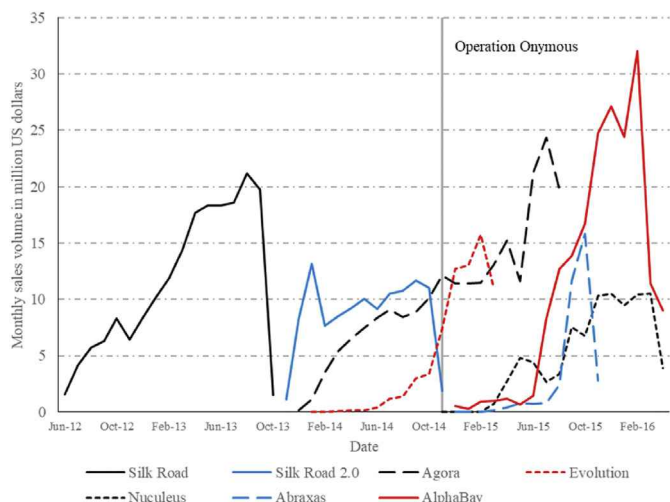 Monthly sales volume in million US dollars
35
30
25
20
15
10
5
0
Operation Onymous
Jun-12 Oct-12 Feb-13 Jun-13 Oct-13 Feb-14 Jun-14 Oct-14 Feb-15 Jun-15 Oct-15 Feb-16
Date
Silk Road Silk Road 2.0 Agora Evolution
Nuculeus Abraxas AlphaBay